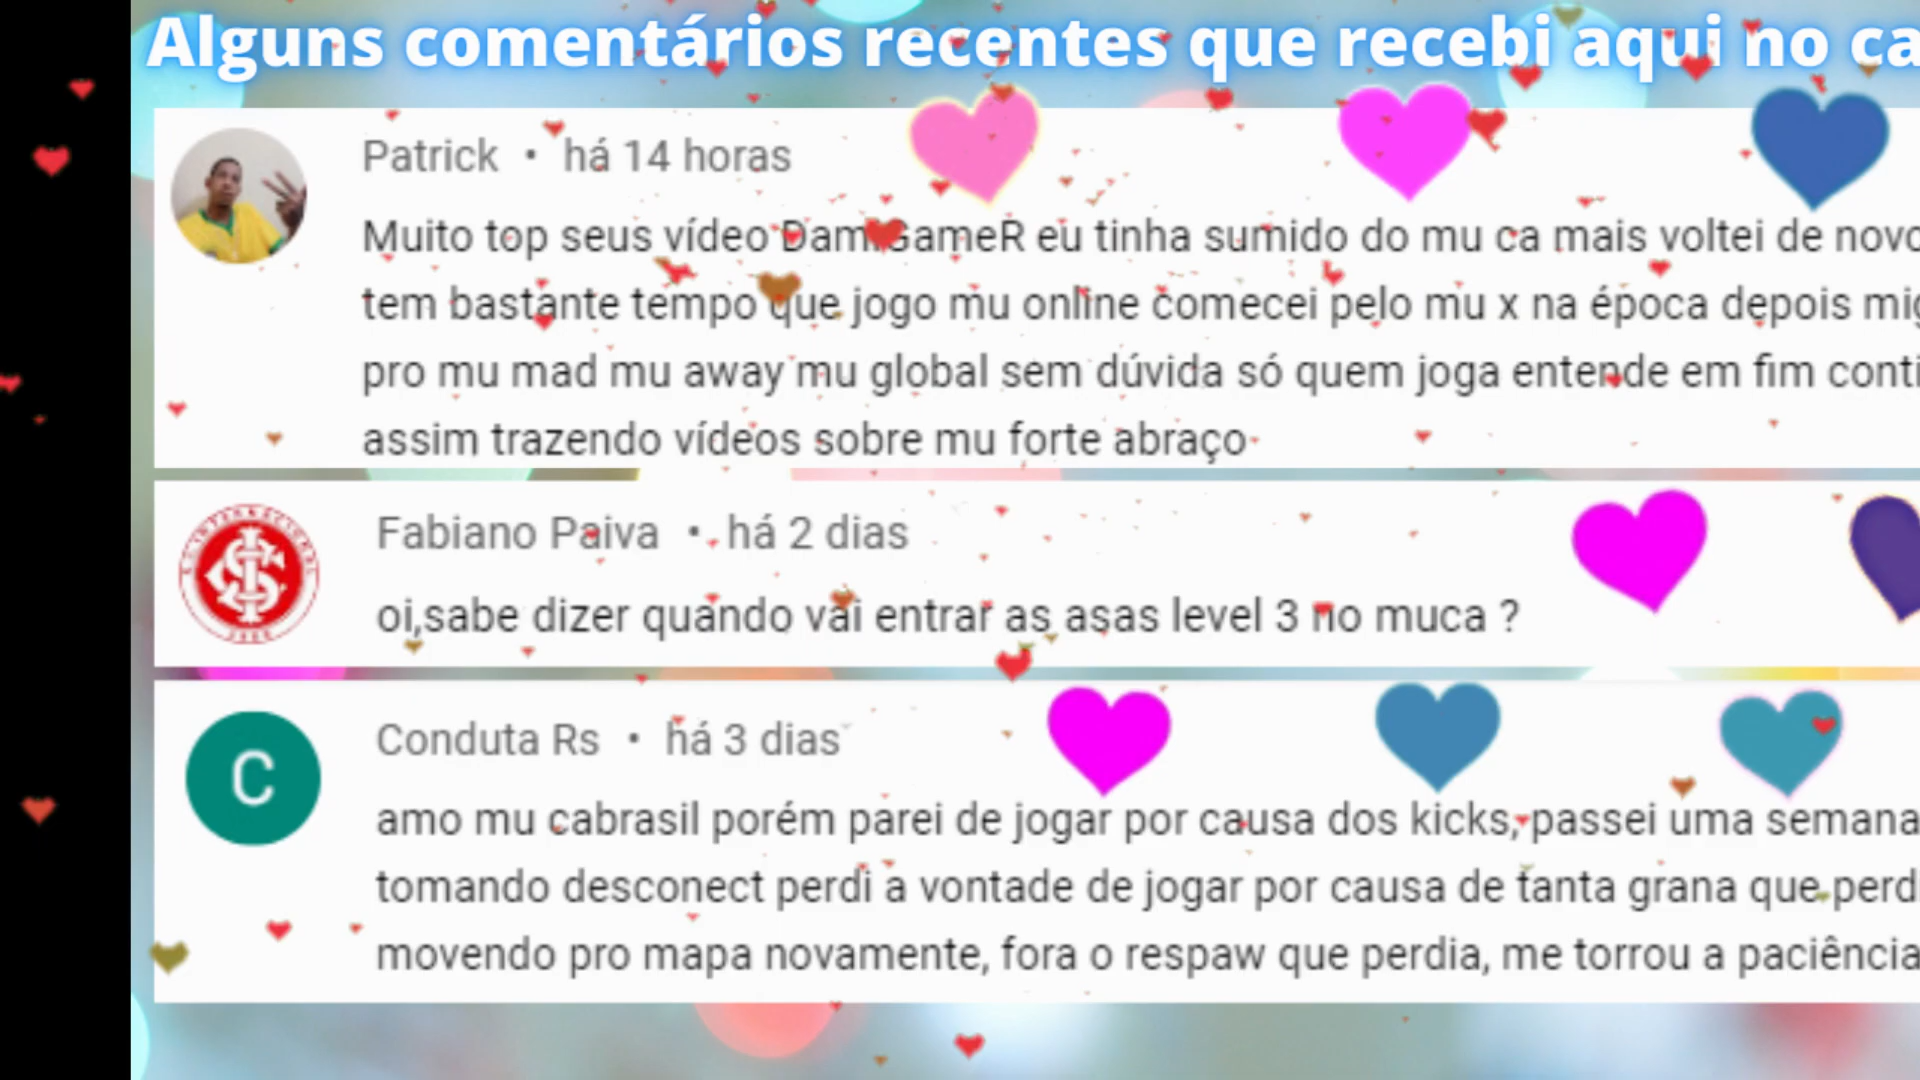 Alguns comentários recentes que recebi aqui no ca
Patrick • há 14 horas
Muito top seus vídeo DamiGameR eu tinha sumido do mu ca mais voltei de novo
tem bastante tempo que jogo mu online comecei pelo mu x na época depois mig
pro mu mad mu away mu global sem dúvida só quem joga entende em fim conti
assim trazendo vídeos sobre mu forte abraço
Fabiano Paiva • há 2 dias
oi,sabe dizer quando vai entrar as asas level 3 no muca ?
C
Conduta Rs • há 3 dias
amo mu cabrasil porém parei de jogar por causa dos kicks, passei uma semana
tomando desconect perdi a vontade de jogar por causa de tanta grana que perd
movendo pro mapa novamente, fora o respaw que perdia, me torrou a paciência